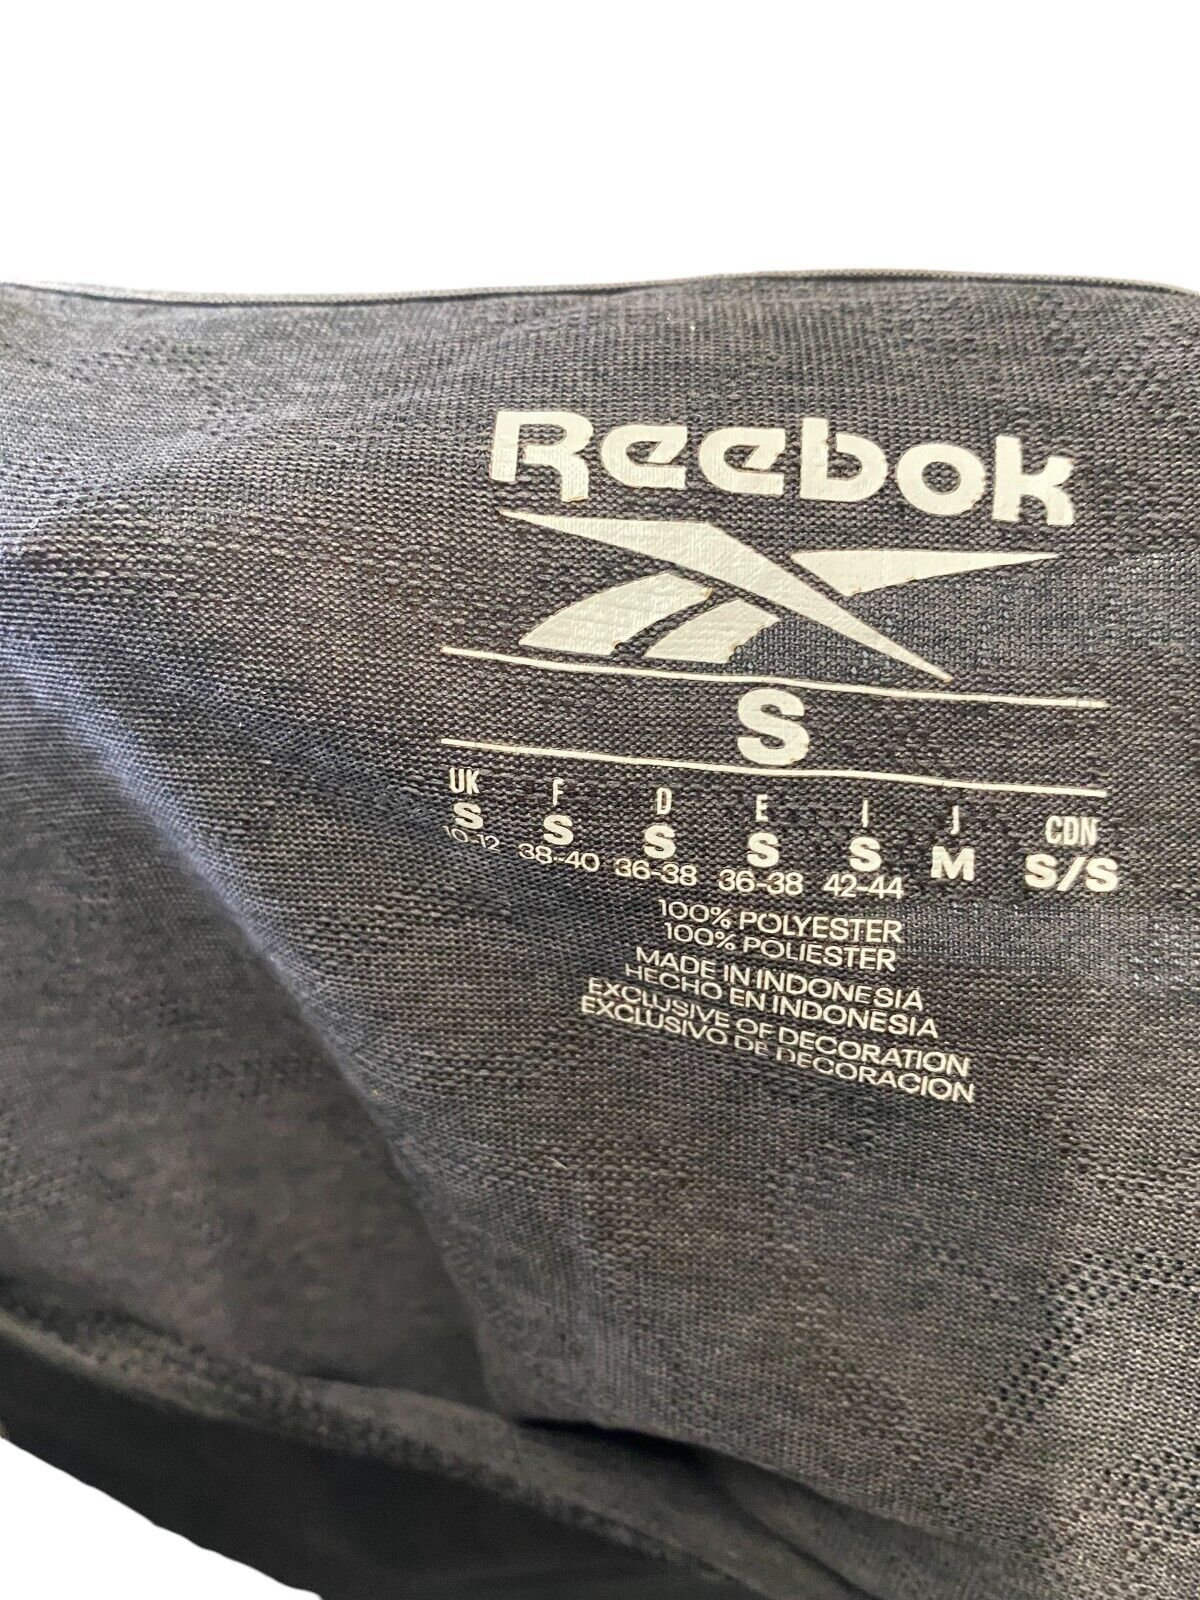 Reebok
S
UK F D E I J CDN
S S S S S M S/S
10-12 38-40 36-38 36-38 42-44
100% POLYESTER
100% POLIESTER
MADE IN INDONESIA
HECHO EN INDONESIA
EXCLUSIVE OF DECORATION
EXCLUSIVO DE DECORACION